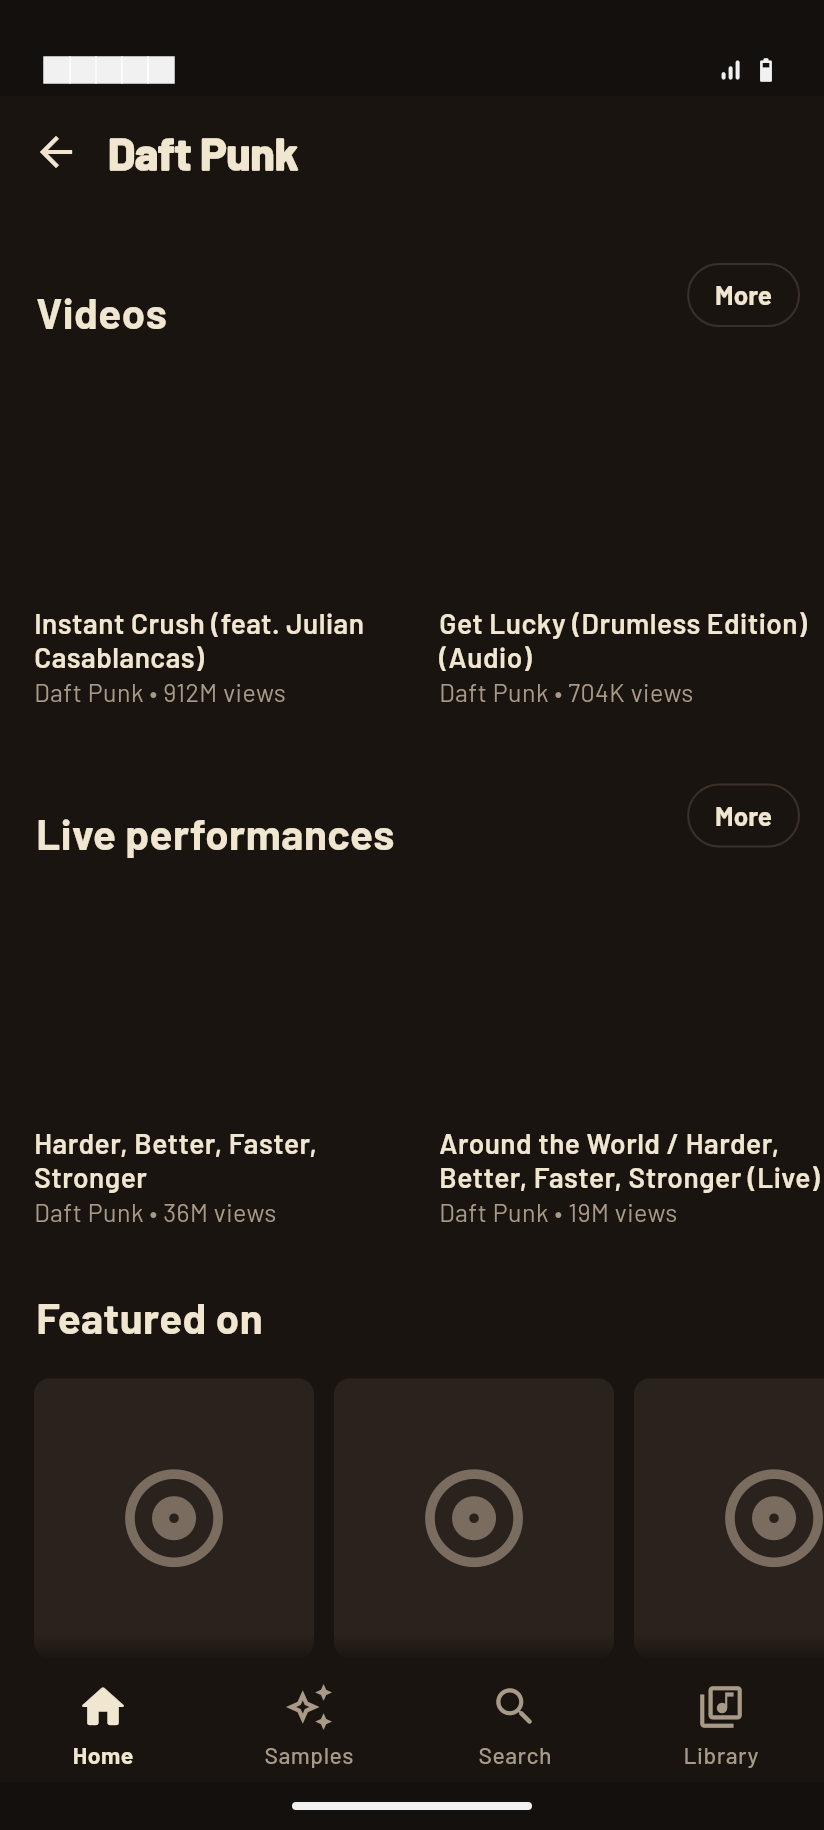 Daft Punk
Videos
More
Instant Crush (feat. Julian
Casablancas)
Daft Punk • 912M views
Get Lucky (Drumless Edition)
(Audio)
Daft Punk • 704K views
Live performances
More
Harder, Better, Faster,
Stronger
Daft Punk • 36M views
Around the World / Harder,
Better, Faster, Stronger (Live)
Daft Punk • 19M views
Featured on
Home
Samples
Search
Library